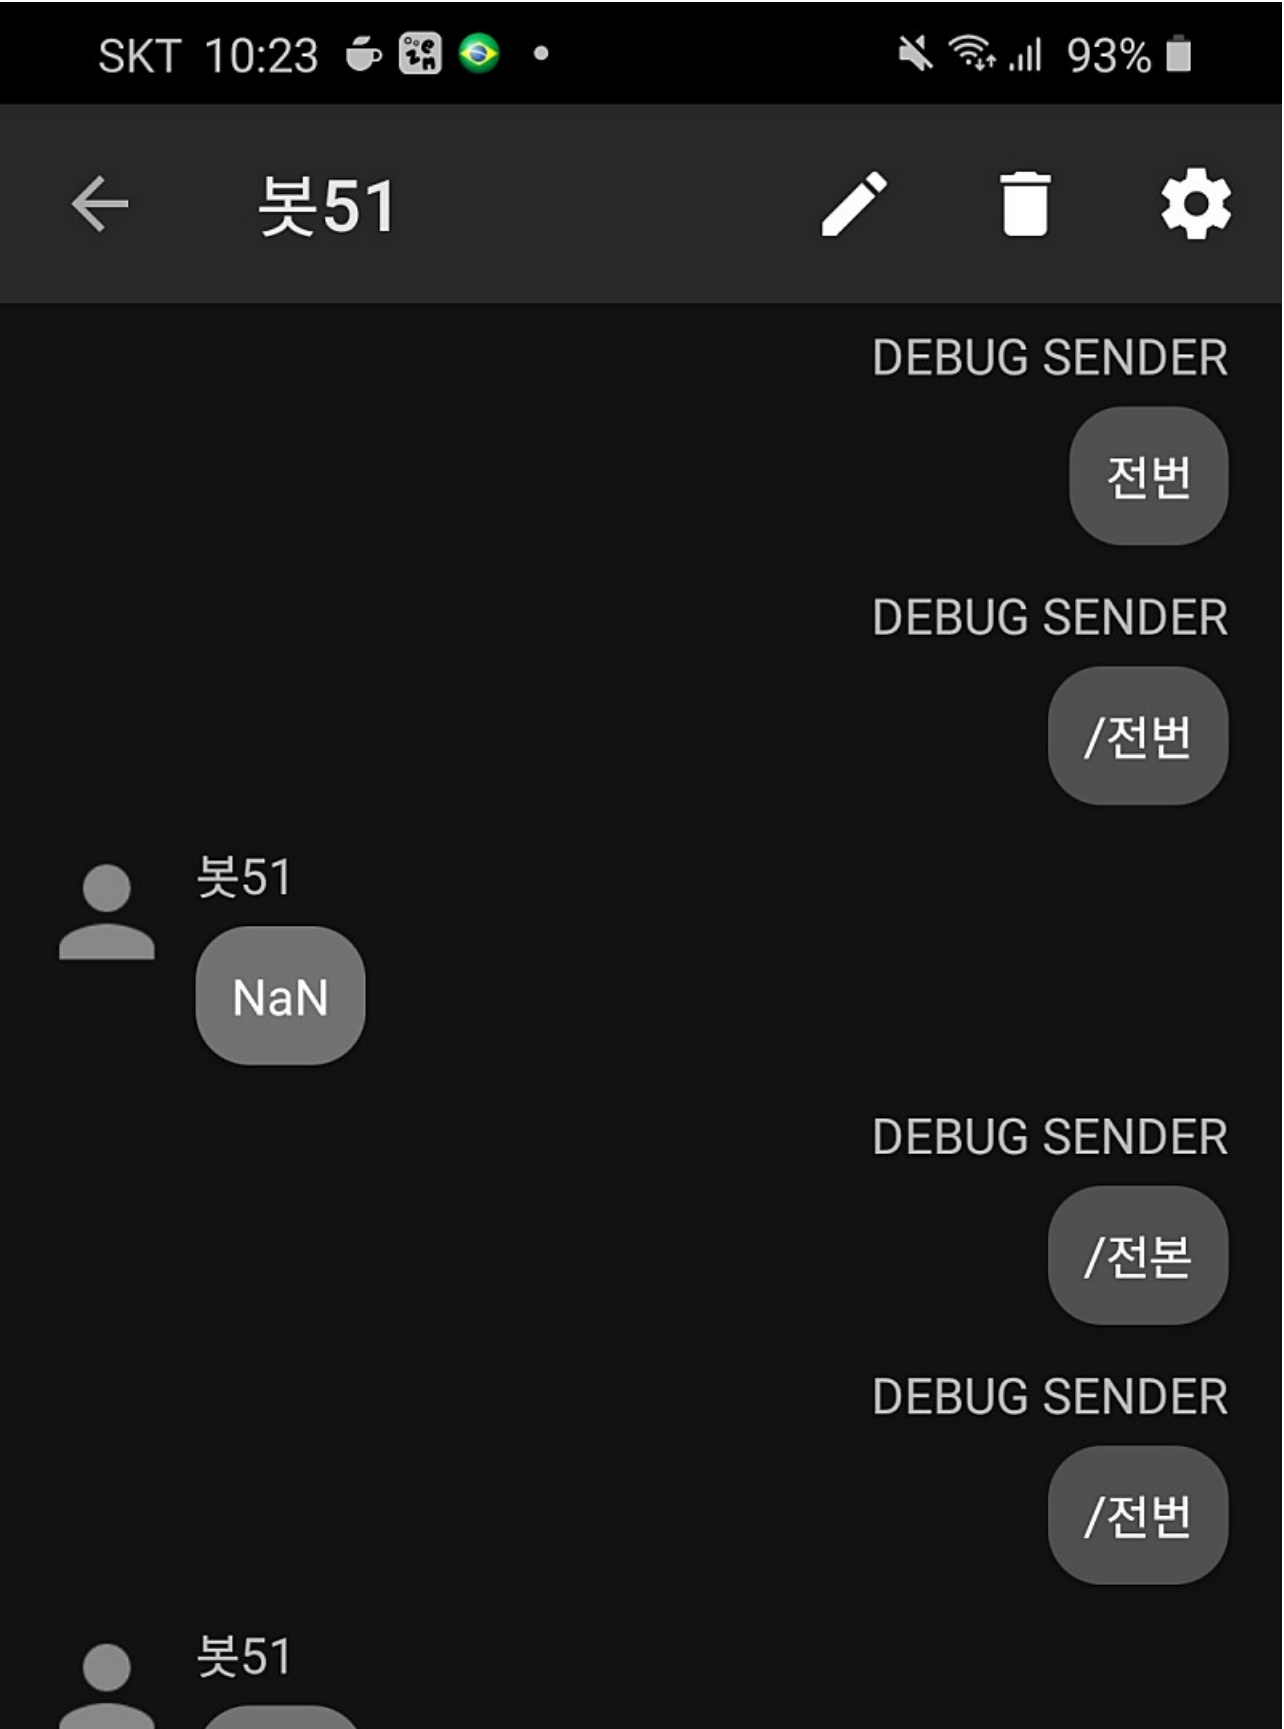 SKT 10:23
93%
봇51
DEBUG SENDER
전번
DEBUG SENDER
/전번
봇51
NaN
DEBUG SENDER
/전본
DEBUG SENDER
/전번
봇51